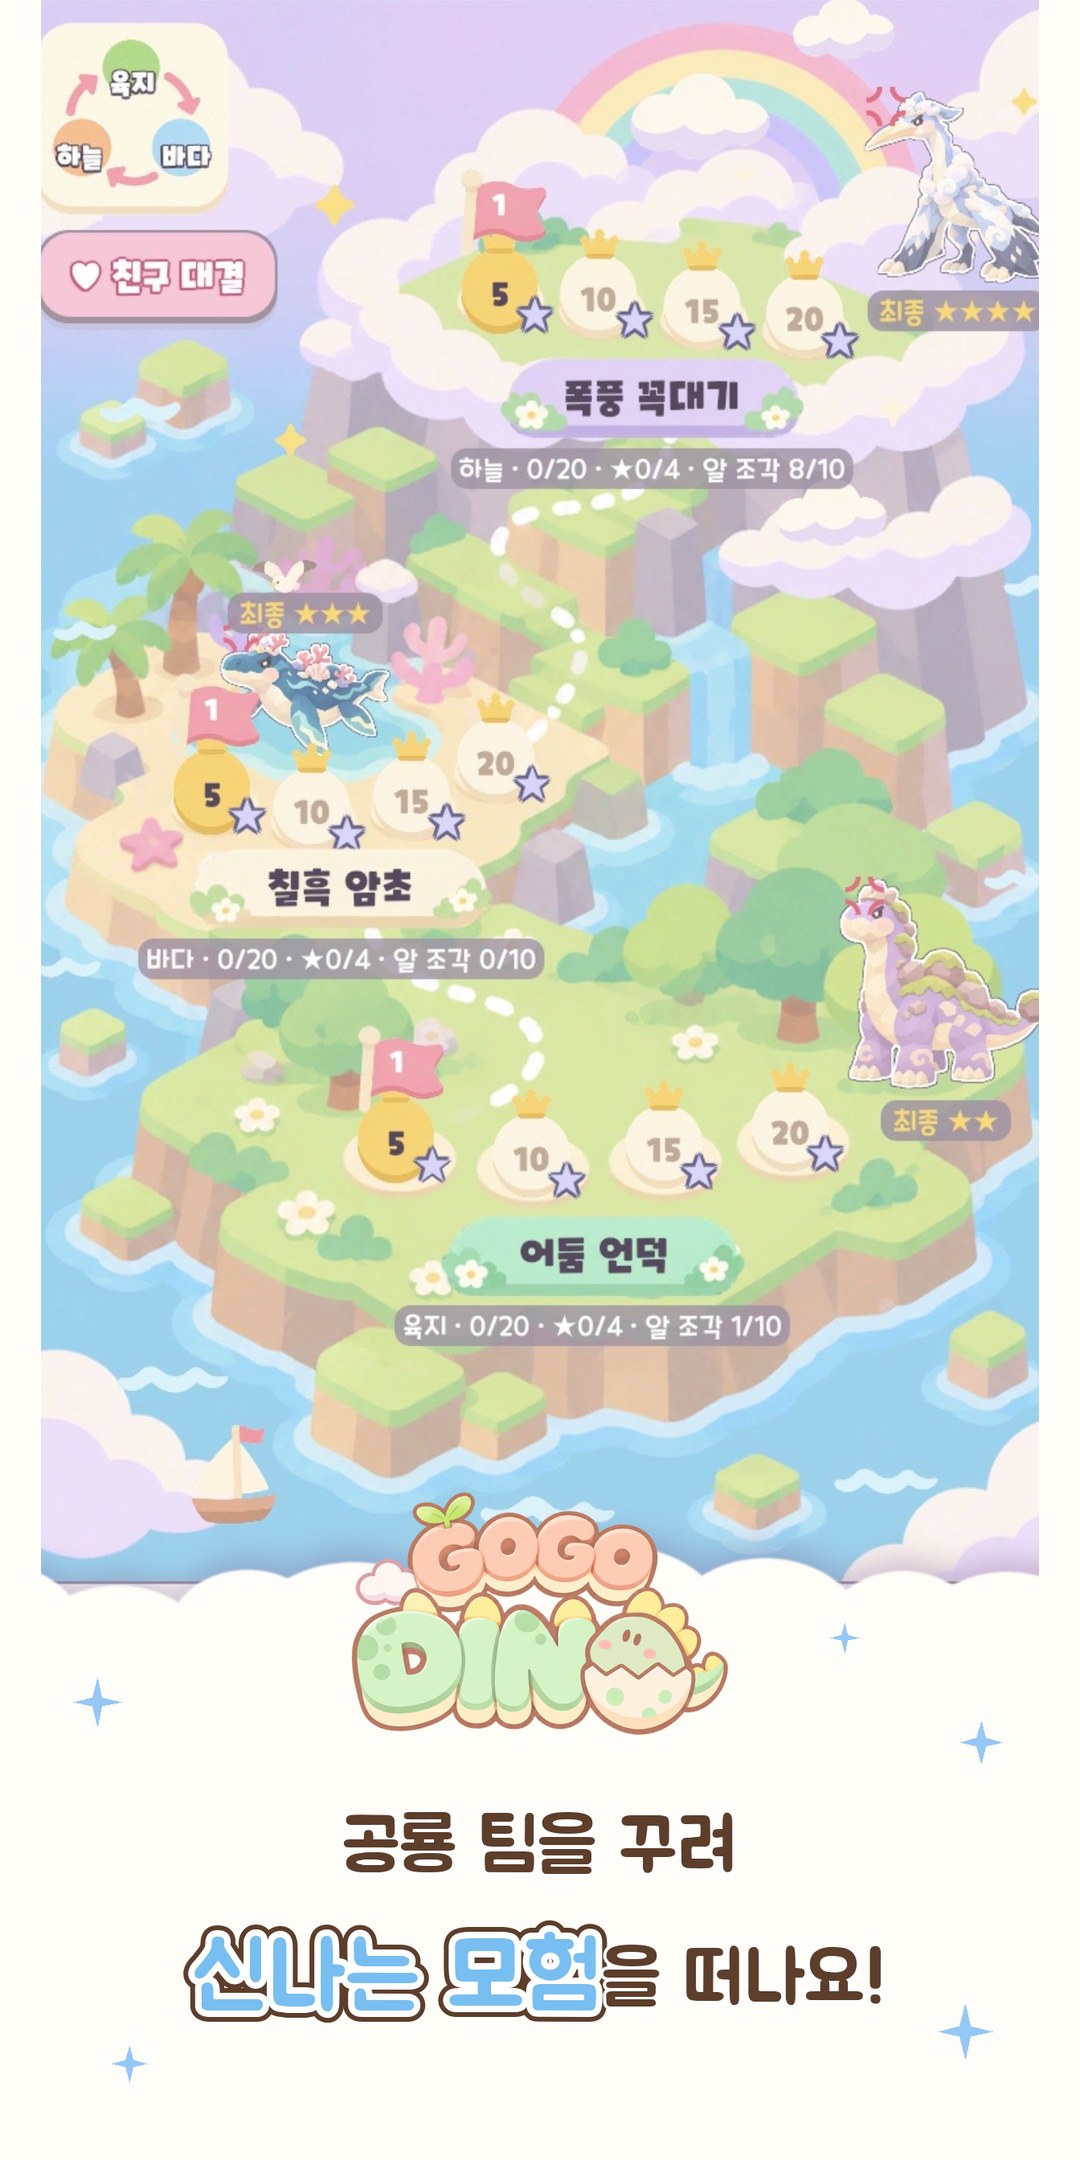 육지
하늘
바다
친구 대결
1
5
10
15
20
최종 ★★★★
폭풍 꼭대기
하늘 · 0/20 · ★0/4 · 알 조각 8/10
최종 ★★★
1
5
10
15
20
칠흑 암초
바다 · 0/20 · ★0/4 · 알 조각 0/10
1
5
10
15
20
최종 ★★
어둠 언덕
육지 · 0/20 · ★0/4 · 알 조각 1/10
GOGO
DINO
공룡 팀을 꾸려
신나는 모험을 떠나요!